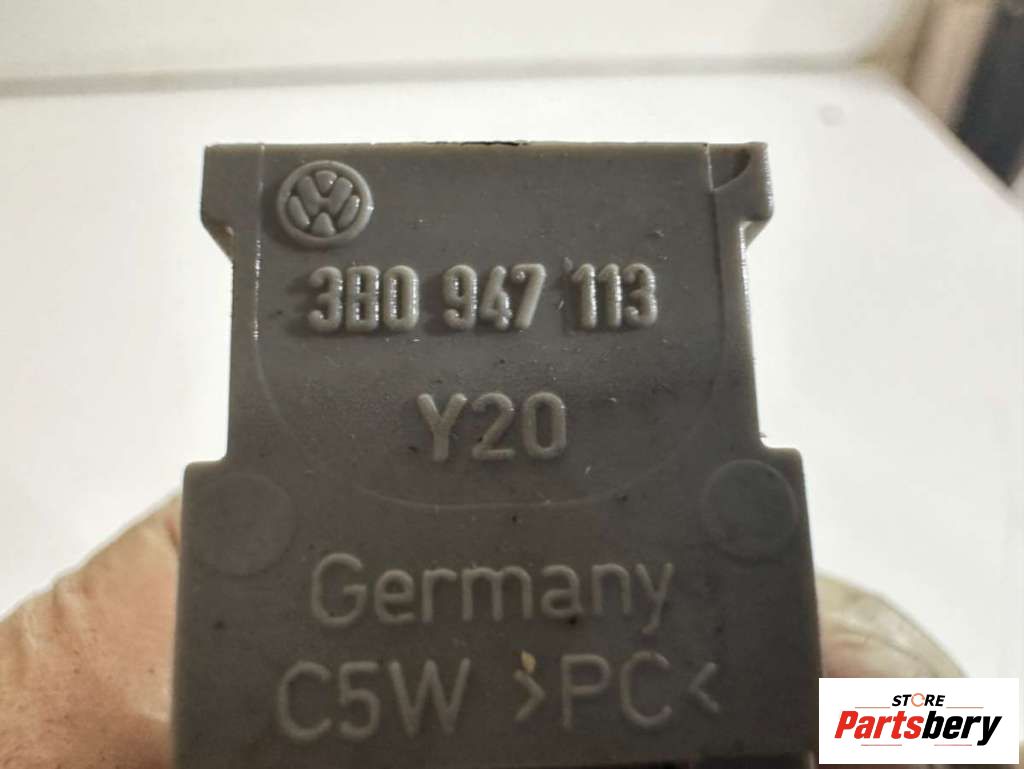 3B0 947 113
Y20
Germany
C5W >PC<
STORE
Partsbery